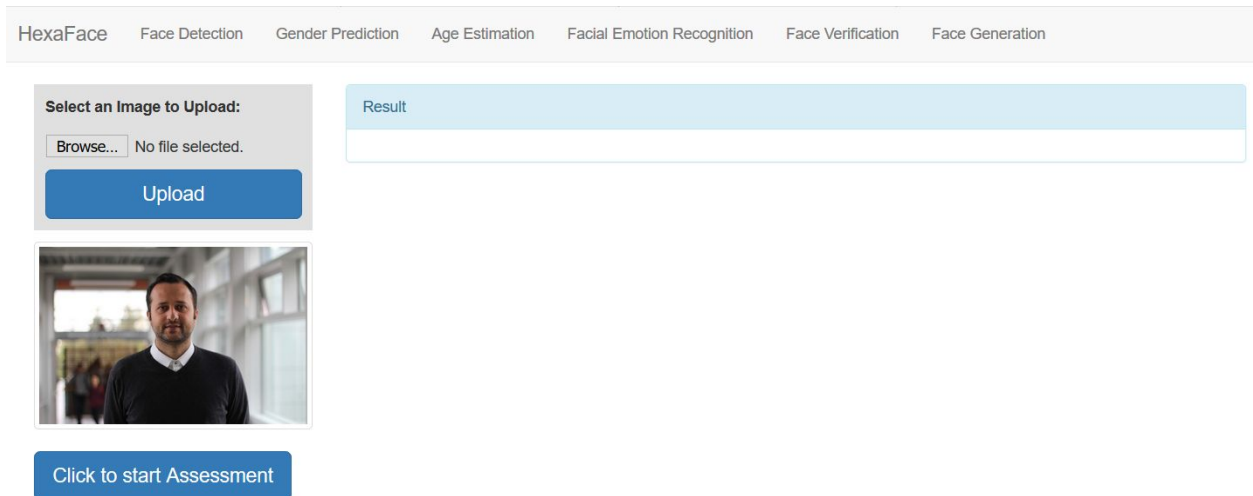 HexaFace Face Detection Gender Prediction Age Estimation Facial Emotion Recognition Face Verification Face Generation
Select an Image to Upload:
Browse... No file selected.
Upload
Click to start Assessment
Result